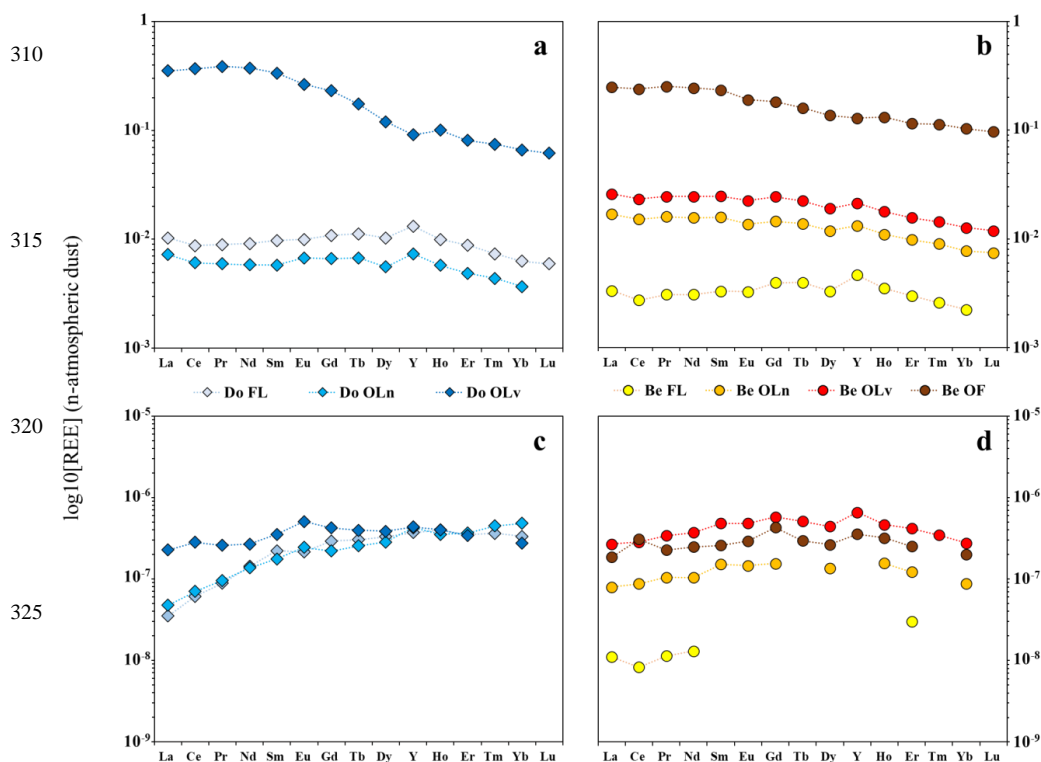 310
315
320
325
log10[REE] (n-atmospheric dust)
a
1
10-1
10-2
10-3
La Ce Pr Nd Sm Eu Gd Tb Dy Y Ho Er Tm Yb Lu
b
1
10-1
10-2
10-3
La Ce Pr Nd Sm Eu Gd Tb Dy Y Ho Er Tm Yb Lu
Do FL Do OLn Do OLv
Be FL Be OLn Be OLv Be OF
c
10-5
10-6
10-7
10-8
10-9
La Ce Pr Nd Sm Eu Gd Tb Dy Y Ho Er Tm Yb Lu
d
10-5
10-6
10-7
10-8
10-9
La Ce Pr Nd Sm Eu Gd Tb Dy Y Ho Er Tm Yb Lu